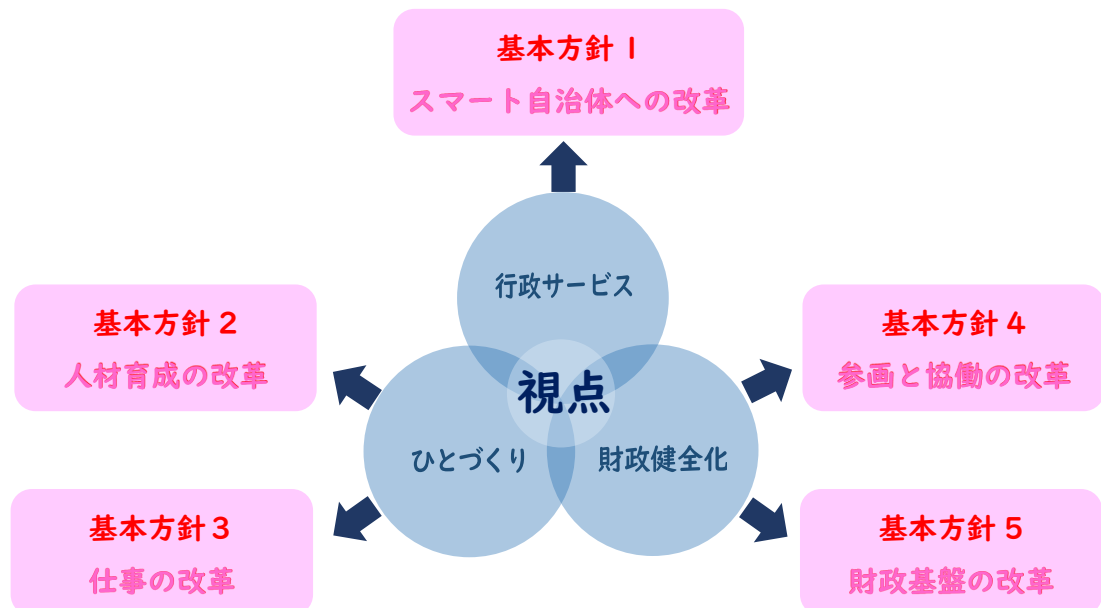 基本方針１
スマート自治体への改革
行政サービス
基本方針２
人材育成の改革
基本方針４
参画と協働の改革
視点
ひとづくり
財政健全化
基本方針３
仕事の改革
基本方針５
財政基盤の改革